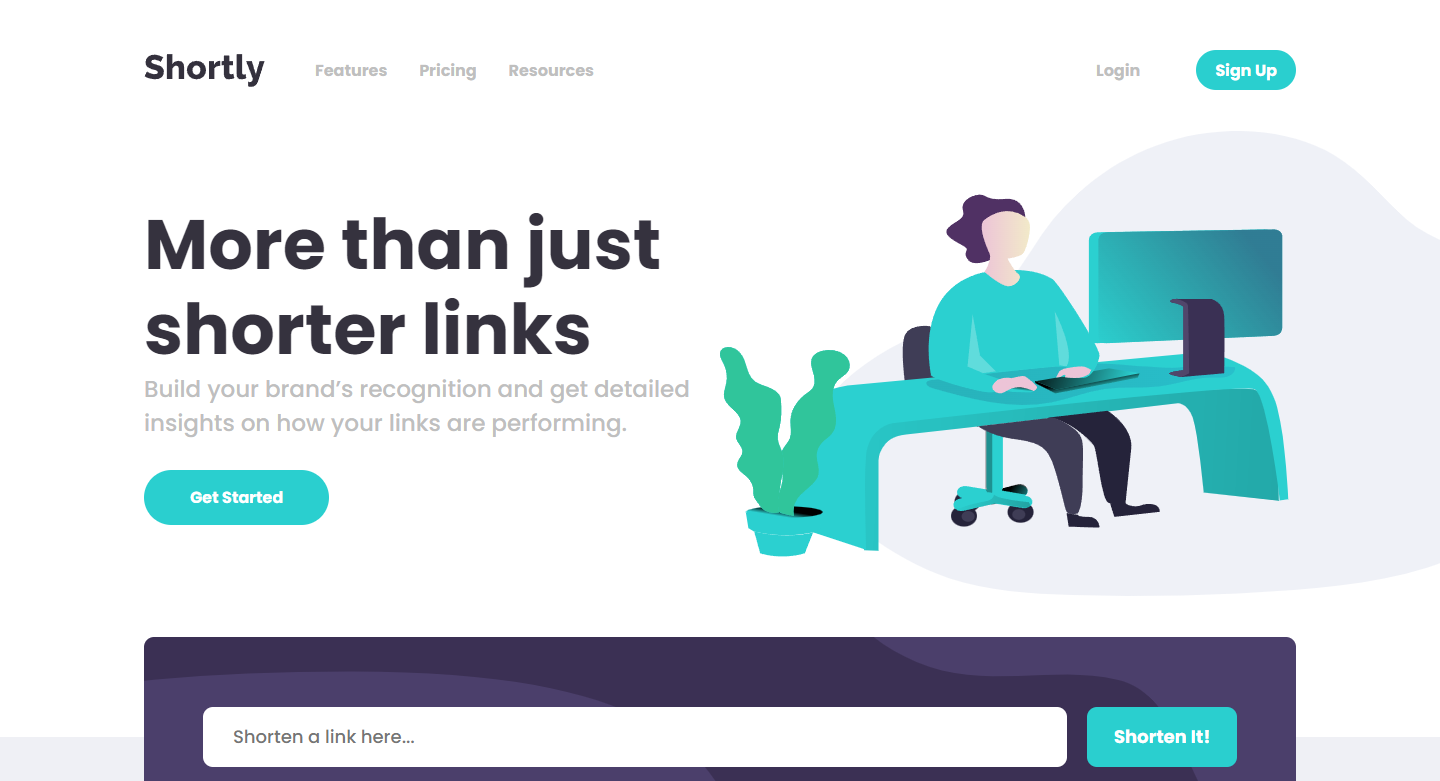 Shortly
Features
Pricing
Resources
Login
Sign Up
More than just
shorter links
Build your brand’s recognition and get detailed
insights on how your links are performing.
Get Started
Shorten a link here...
Shorten It!